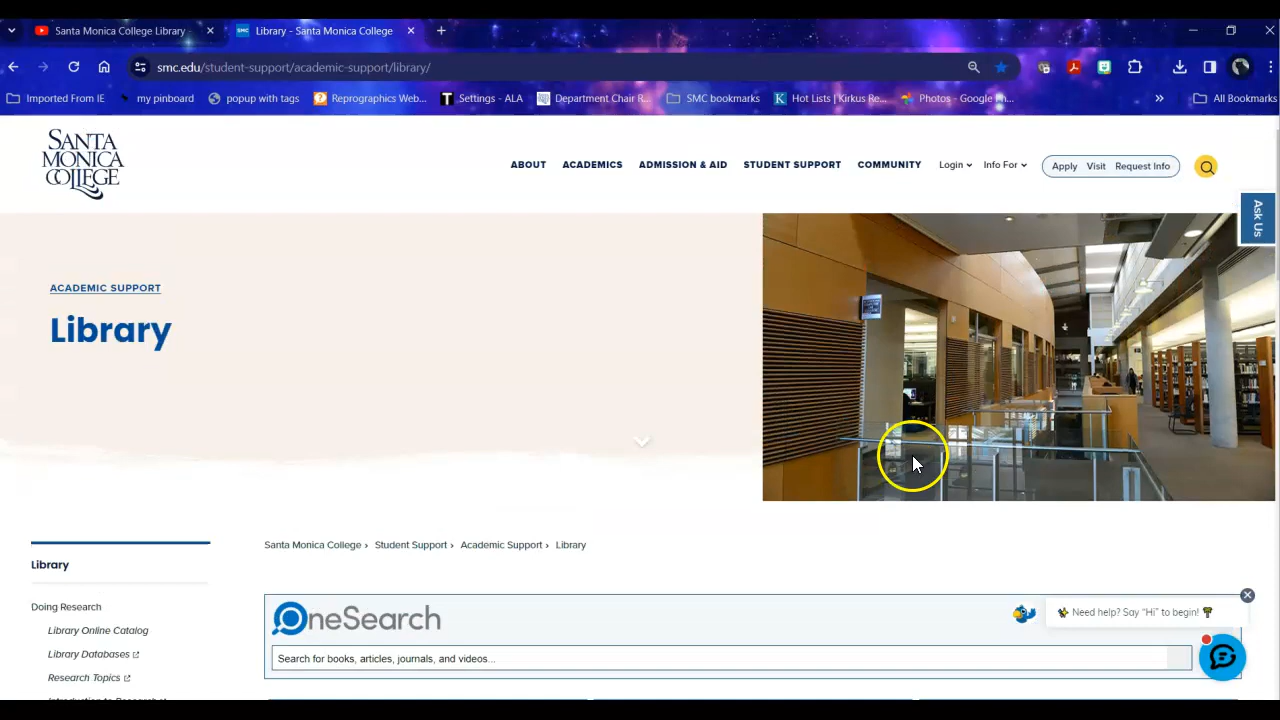 Santa Monica College Library
Library - Santa Monica College
smc.edu/student-support/academic-support/library/
Imported From IE
my pinboard
popup with tags
Reprographics Web...
Settings - ALA
Department Chair R...
SMC bookmarks
Hot Lists | Kirkus Re...
Photos - Google Ph...
All Bookmarks
SANTA
MONICA
COLLEGE
ABOUT
ACADEMICS
ADMISSION & AID
STUDENT SUPPORT
COMMUNITY
Login
Info For
Apply
Visit
Request Info
Ask Us
ACADEMIC SUPPORT
Library
Santa Monica College › Student Support › Academic Support › Library
Library
Doing Research
Library Online Catalog
Library Databases
Research Topics
OneSearch
Need help? Say "Hi" to begin!
Search for books, articles, journals, and videos...